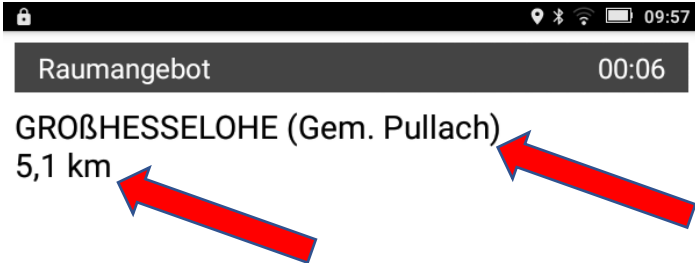 09:57
Raumangebot 00:06
GROßHESSELOHE (Gem. Pullach)
5,1 km